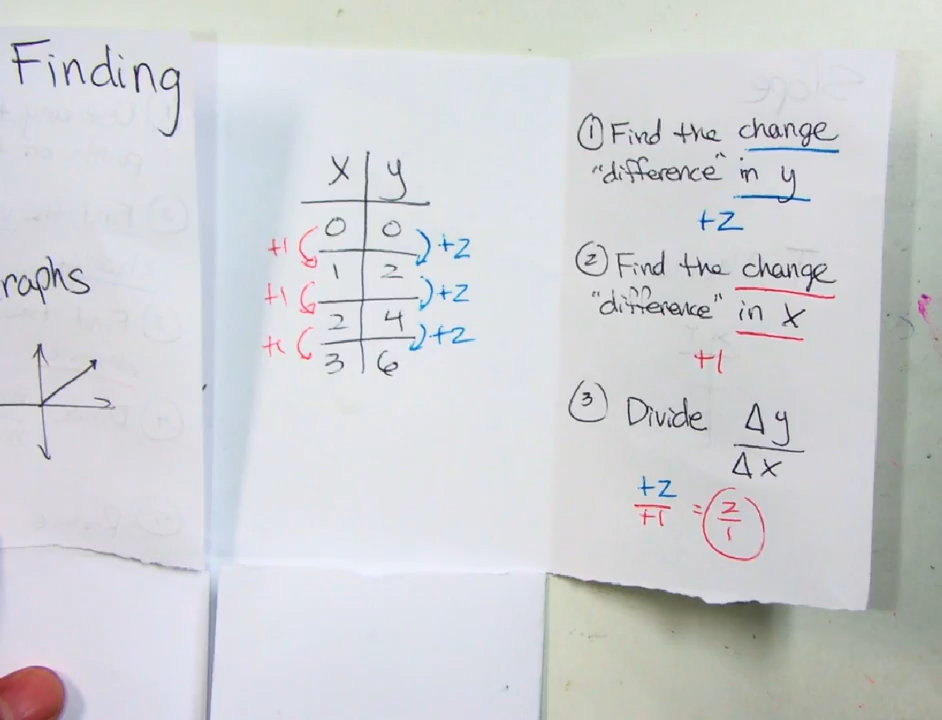 Finding
raphs
x y
0 0
+1 +2
1 2
+1 +2
2 4
+1 +2
3 6
① Find the change
"difference" in y
+2
② Find the change
"difference" in x
+1
③ Divide Δy
Δx
+2
+1
= 2
1
Slope